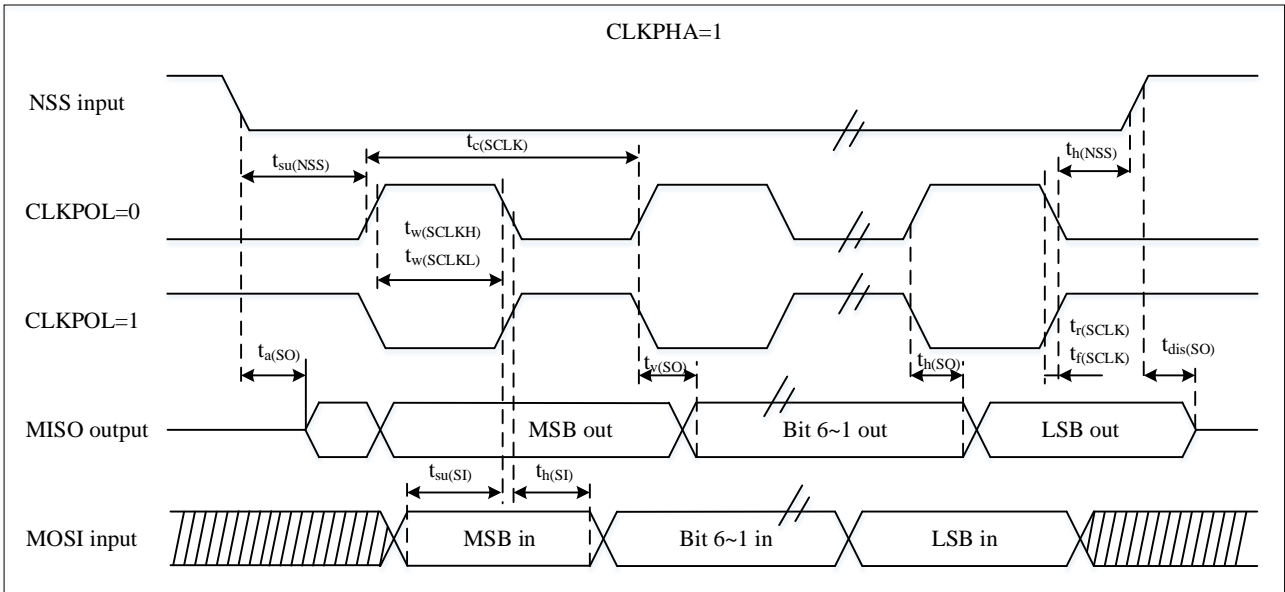 CLKPHA=1
NSS input
tc(SCLK)
tsu(NSS)
th(NSS)
CLKPOL=0
tw(SCLKH)
tw(SCLKL)
CLKPOL=1
tr(SCLK)
ta(SO)
tv(SO)
th(SO)
tf(SCLK)
tdis(SO)
MISO output
MSB out
Bit 6~1 out
LSB out
tsu(SI)
th(SI)
MOSI input
MSB in
Bit 6~1 in
LSB in